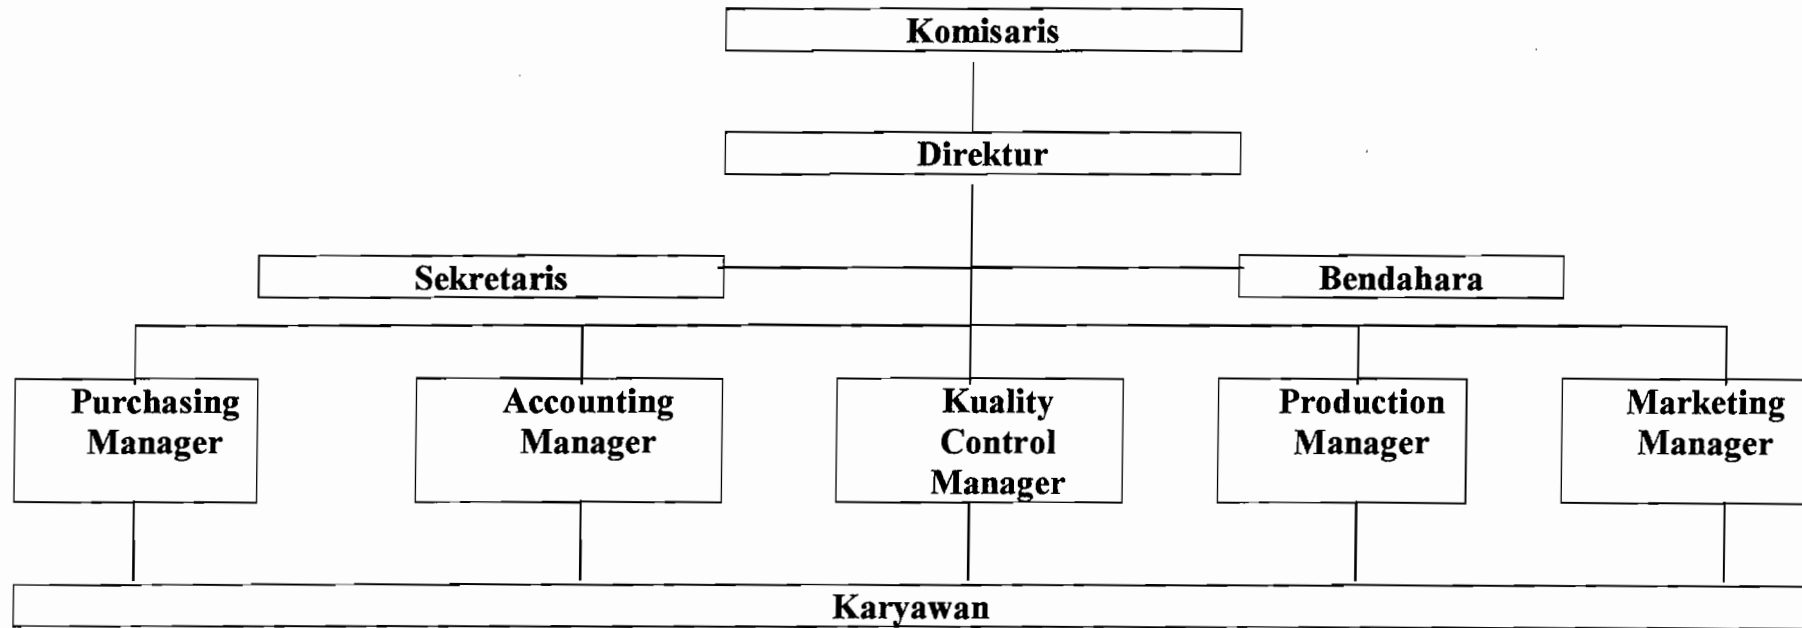 Komisaris
Direktur
Sekretaris
Bendahara
Purchasing
Manager
Accounting
Manager
Kuality
Control
Manager
Production
Manager
Marketing
Manager
Karyawan